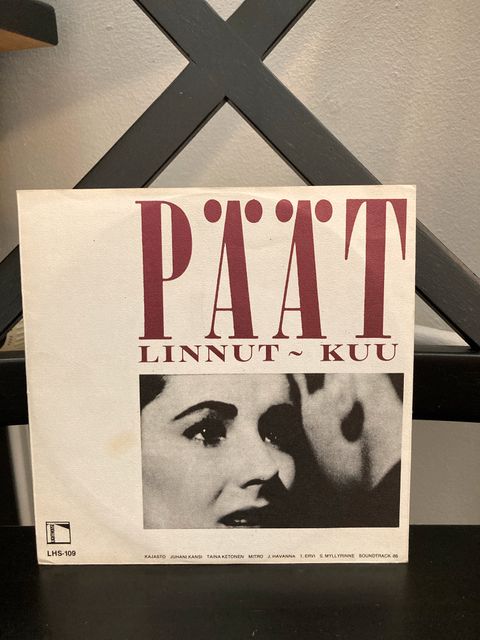 PÄÄT
LINNUT ~ KUU
LHS-109
KAJASTO JUHANI KANSI TAINA KETONEN MITRO J. HAVANNA T. ERVI S. MYLLYRINNE SOUNDTRACK -86